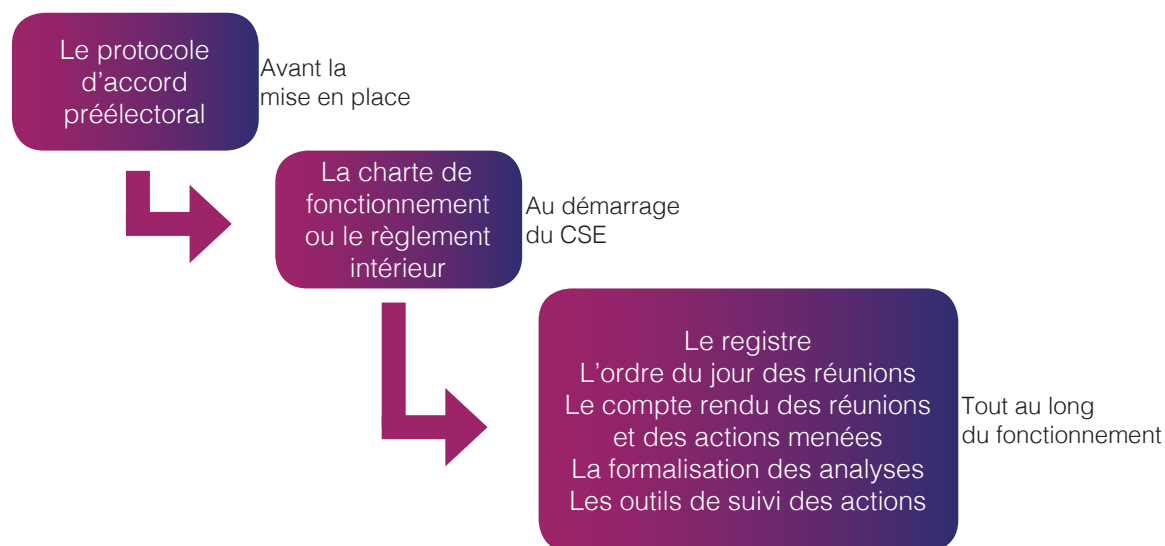 Le protocole
d’accord
préélectoral
Avant la
mise en place
La charte de
fonctionnement
ou le règlement
intérieur
Au démarrage
du CSE
Le registre
L’ordre du jour des réunions
Le compte rendu des réunions
et des actions menées
La formalisation des analyses
Les outils de suivi des actions
Tout au long
du fonctionnement